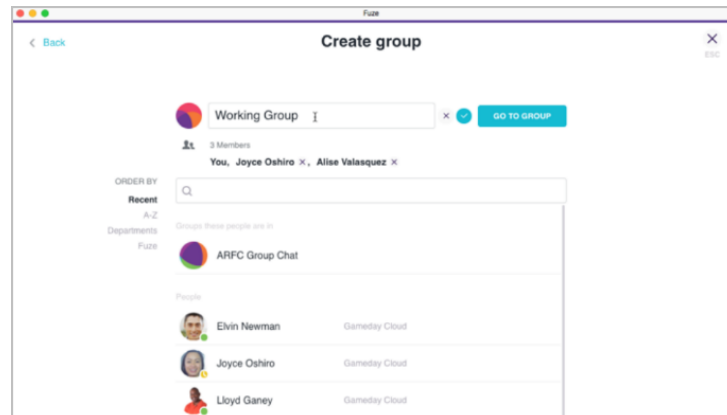 Fuze
Back
Create group
ESC
Working Group
GO TO GROUP
3 Members
You, Joyce Oshiro ×, Alise Valasquez ×
ORDER BY
Recent
A-Z
Departments
Fuze
Groups these people are in
ARFC Group Chat
People
Elvin Newman Gameday Cloud
Joyce Oshiro Gameday Cloud
Lloyd Ganey Gameday Cloud